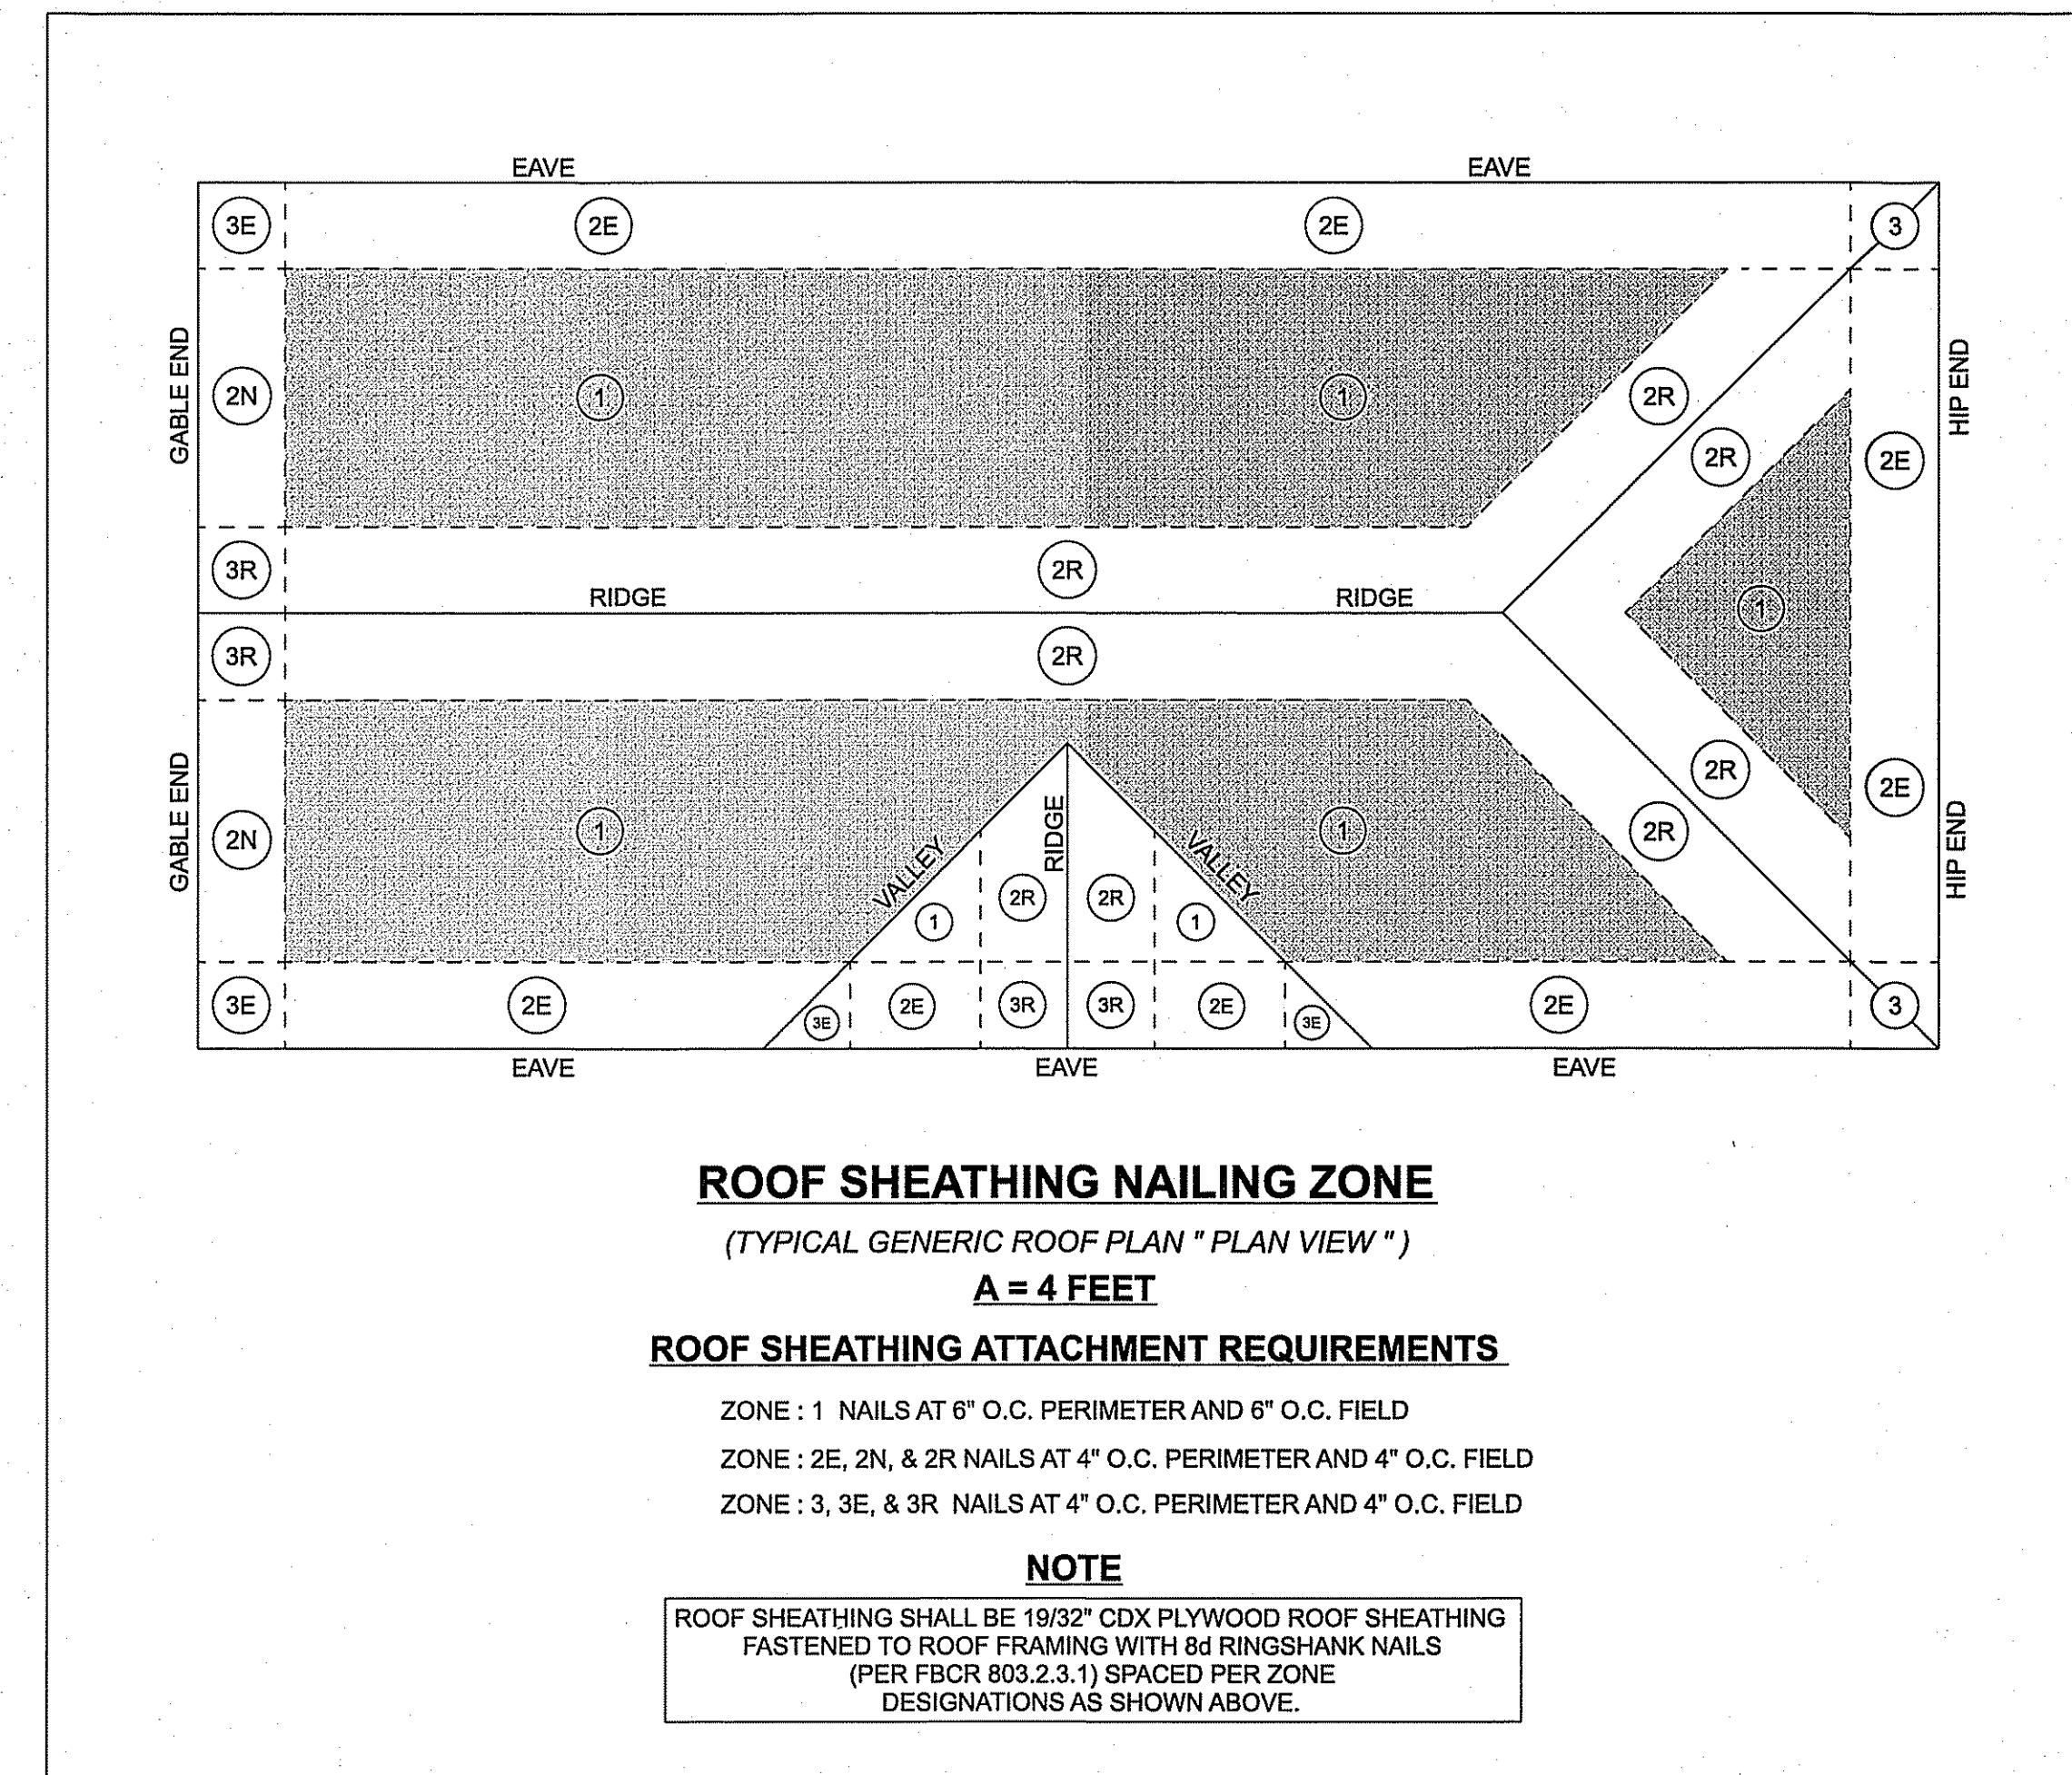 EAVE EAVE
3E 2E 2E 3
GABLE END 2N 1 1 2R HIP END
2R 2E
3R 2R
RIDGE RIDGE 1
3R 2R
2R 2E
GABLE END 2N 1 VALLEY RIDGE VALLEY 1 2R HIP END
1 2R 2R 1
3E 2E 3E 2E 3R 3R 2E 3E 2E 3
EAVE EAVE EAVE
ROOF SHEATHING NAILING ZONE
(TYPICAL GENERIC ROOF PLAN " PLAN VIEW " )
A = 4 FEET
ROOF SHEATHING ATTACHMENT REQUIREMENTS
ZONE : 1 NAILS AT 6" O.C. PERIMETER AND 6" O.C. FIELD
ZONE : 2E, 2N, & 2R NAILS AT 4" O.C. PERIMETER AND 4" O.C. FIELD
ZONE : 3, 3E, & 3R NAILS AT 4" O.C. PERIMETER AND 4" O.C. FIELD
NOTE
ROOF SHEATHING SHALL BE 19/32" CDX PLYWOOD ROOF SHEATHING
FASTENED TO ROOF FRAMING WITH 8d RINGSHANK NAILS
(PER FBCR 803.2.3.1) SPACED PER ZONE
DESIGNATIONS AS SHOWN ABOVE.